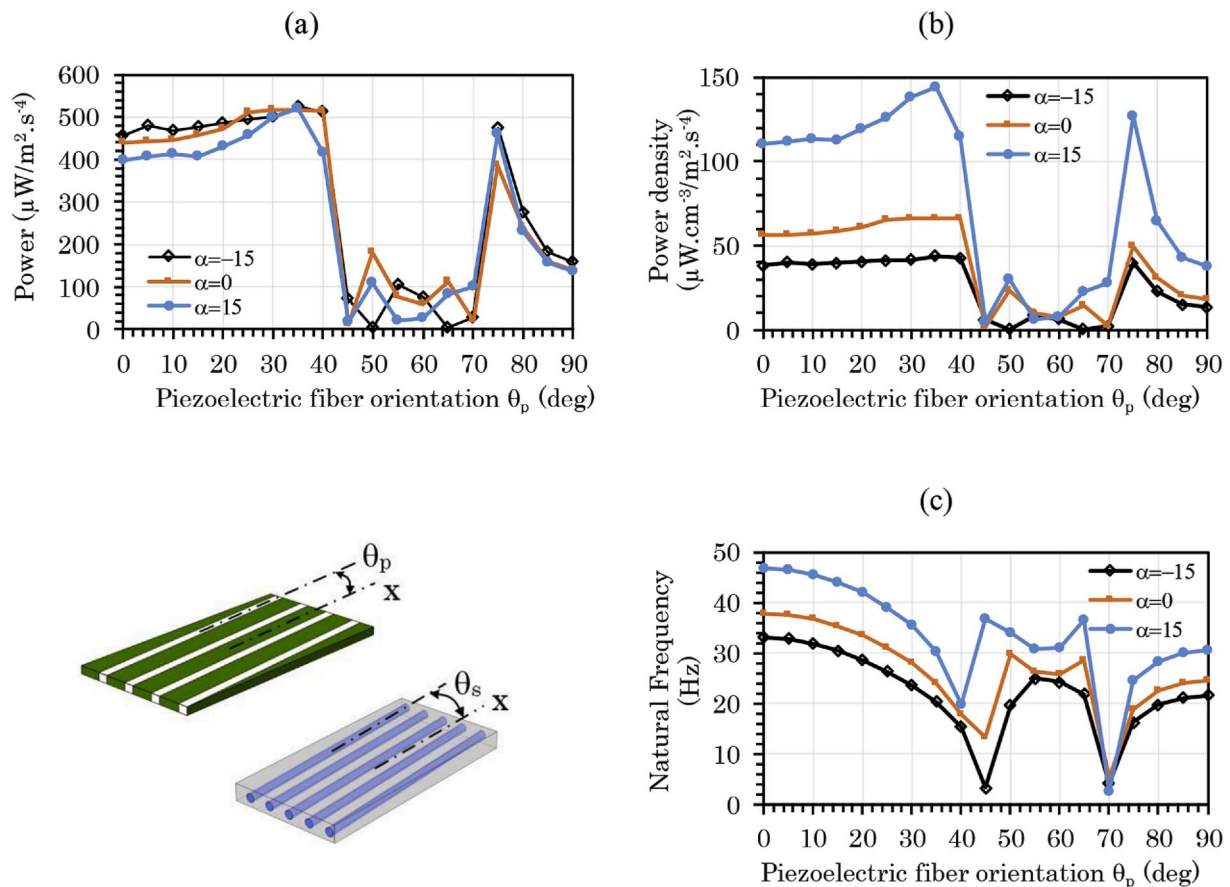 (a)
600
500
400
300
200
100
0
Power (μW/m².s⁻⁴)
α=−15
α=0
α=15
0 10 20 30 40 50 60 70 80 90
Piezoelectric fiber orientation θₚ (deg)
(b)
150
100
50
0
Power density
(μW.cm⁻³/m².s⁻⁴)
α=−15
α=0
α=15
0 10 20 30 40 50 60 70 80 90
Piezoelectric fiber orientation θₚ (deg)
θₚ
x
θₛ
x
(c)
50
40
30
20
10
0
Natural Frequency
(Hz)
α=−15
α=0
α=15
0 10 20 30 40 50 60 70 80 90
Piezoelectric fiber orientation θₚ (deg)